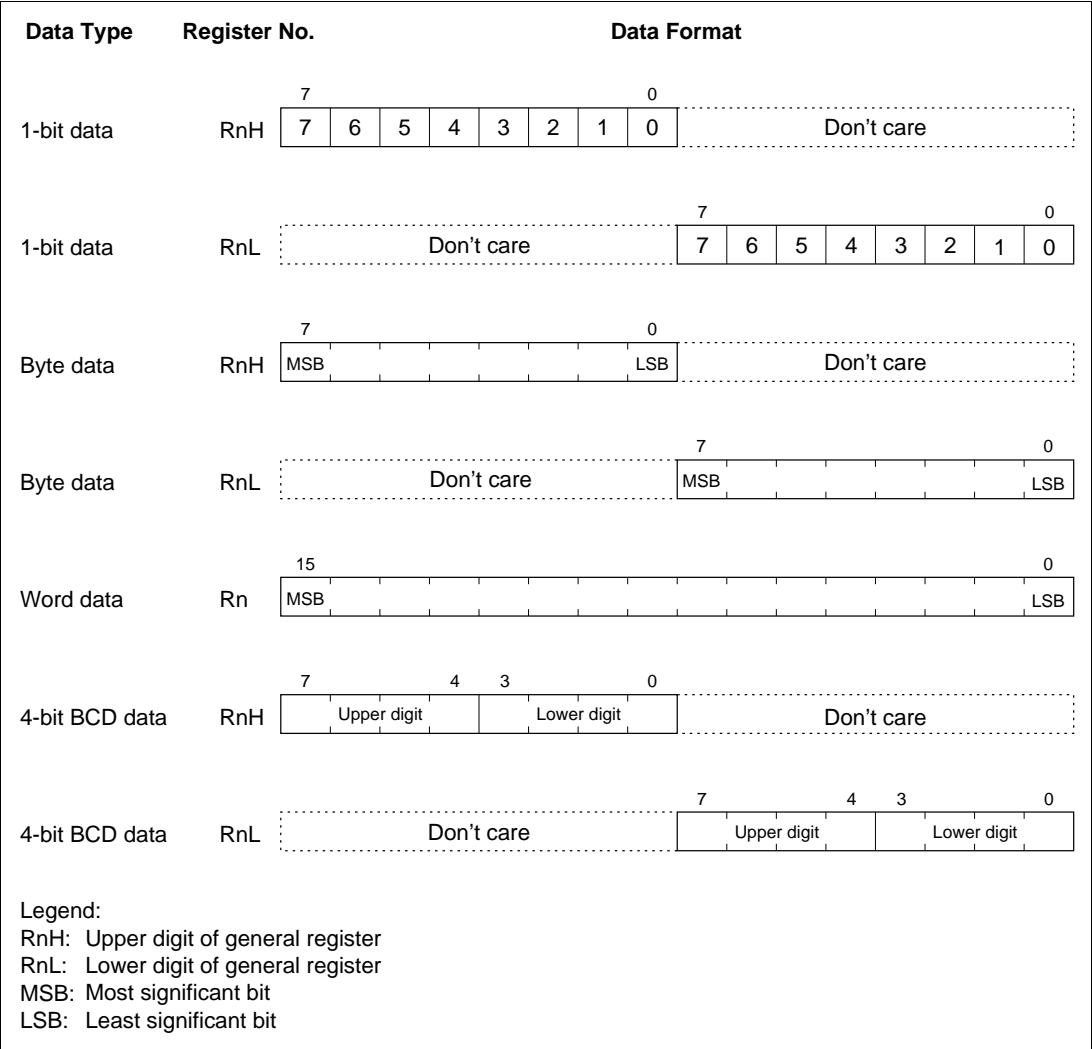 Data Type Register No. Data Format
7 0
1-bit data RnH 7 6 5 4 3 2 1 0 Don't care
7 0
1-bit data RnL Don't care 7 6 5 4 3 2 1 0
7 0
Byte data RnH MSB LSB Don't care
7 0
Byte data RnL Don't care MSB LSB
15 0
Word data Rn MSB LSB
7 4 3 0
4-bit BCD data RnH Upper digit Lower digit Don't care
7 4 3 0
4-bit BCD data RnL Don't care Upper digit Lower digit
Legend:
RnH: Upper digit of general register
RnL: Lower digit of general register
MSB: Most significant bit
LSB: Least significant bit